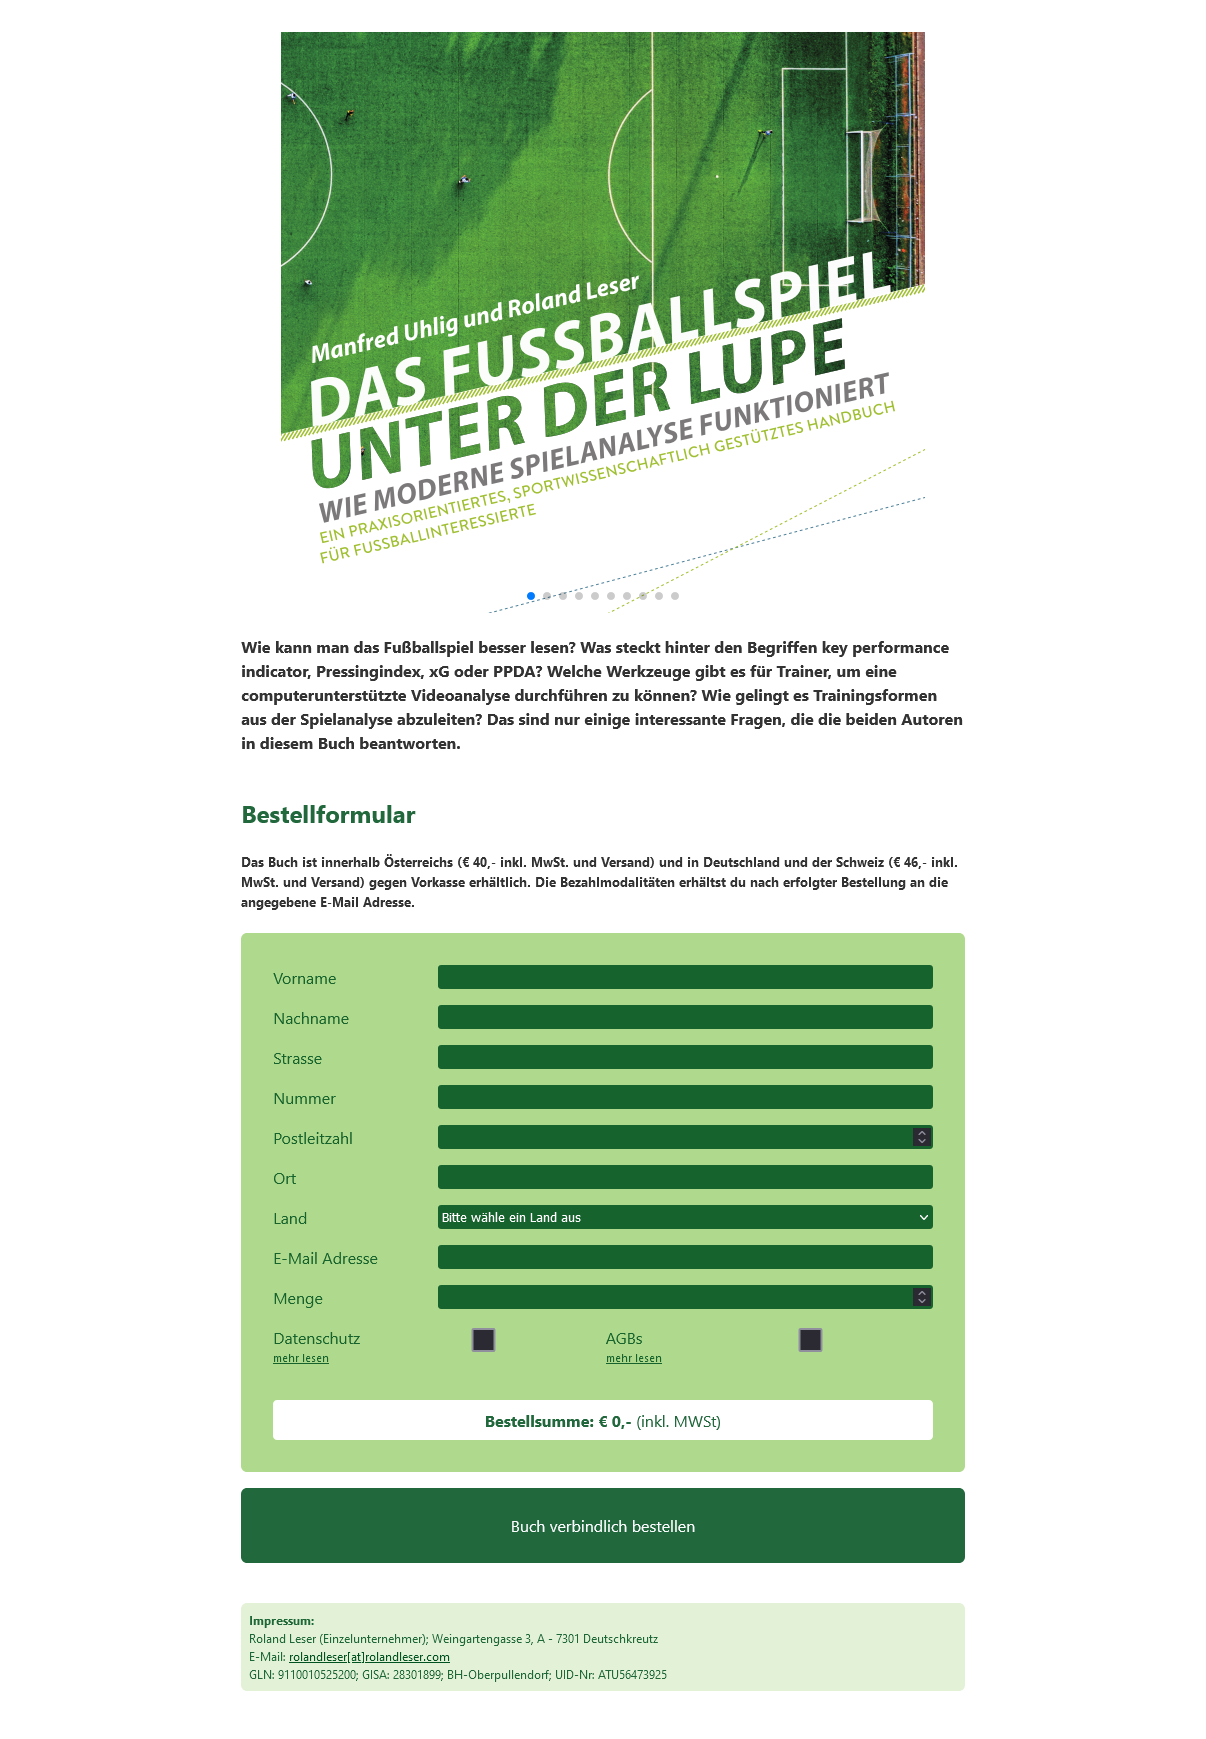 Manfred Uhlig und Roland Leser
DAS FUSSBALLSPIEL
UNTER DER LUPE
WIE MODERNE SPIELANALYSE FUNKTIONIERT
EIN PRAXISORIENTIERTES, SPORTWISSENSCHAFTLICH GESTÜTZTES HANDBUCH
FÜR FUSSBALLINTERESSIERTE
Wie kann man das Fußballspiel besser lesen? Was steckt hinter den Begriffen key performance
indicator, Pressingindex, xG oder PPDA? Welche Werkzeuge gibt es für Trainer, um eine
computerunterstützte Videoanalyse durchführen zu können? Wie gelingt es Trainingsformen
aus der Spielanalyse abzuleiten? Das sind nur einige interessante Fragen, die die beiden Autoren
in diesem Buch beantworten.
Bestellformular
Das Buch ist innerhalb Österreichs (€ 40,- inkl. MwSt. und Versand) und in Deutschland und der Schweiz (€ 46,- inkl.
MwSt. und Versand) gegen Vorkasse erhältlich. Die Bezahlmodalitäten erhältst du nach erfolgter Bestellung an die
angegebene E-Mail Adresse.
Vorname
Nachname
Strasse
Nummer
Postleitzahl
Ort
Land Bitte wähle ein Land aus
E-Mail Adresse
Menge
Datenschutz AGBs
mehr lesen mehr lesen
Bestellsumme: € 0,- (inkl. MWSt)
Buch verbindlich bestellen
Impressum:
Roland Leser (Einzelunternehmer); Weingartengasse 3, A - 7301 Deutschkreutz
E-Mail: rolandleser[at]rolandleser.com
GLN: 9110010525200; GISA: 28301899; BH-Oberpullendorf; UID-Nr: ATU56473925